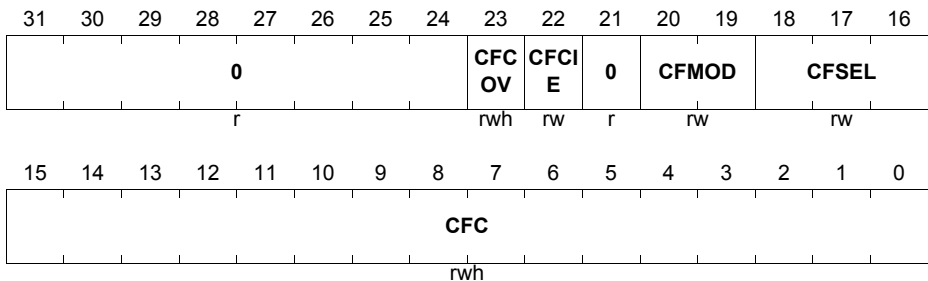 31 30 29 28 27 26 25 24 23 22 21 20 19 18 17 16
0 CFC OV CFCI E 0 CFMOD CFSEL
r rwh rw r rw rw
15 14 13 12 11 10 9 8 7 6 5 4 3 2 1 0
CFC
rwh